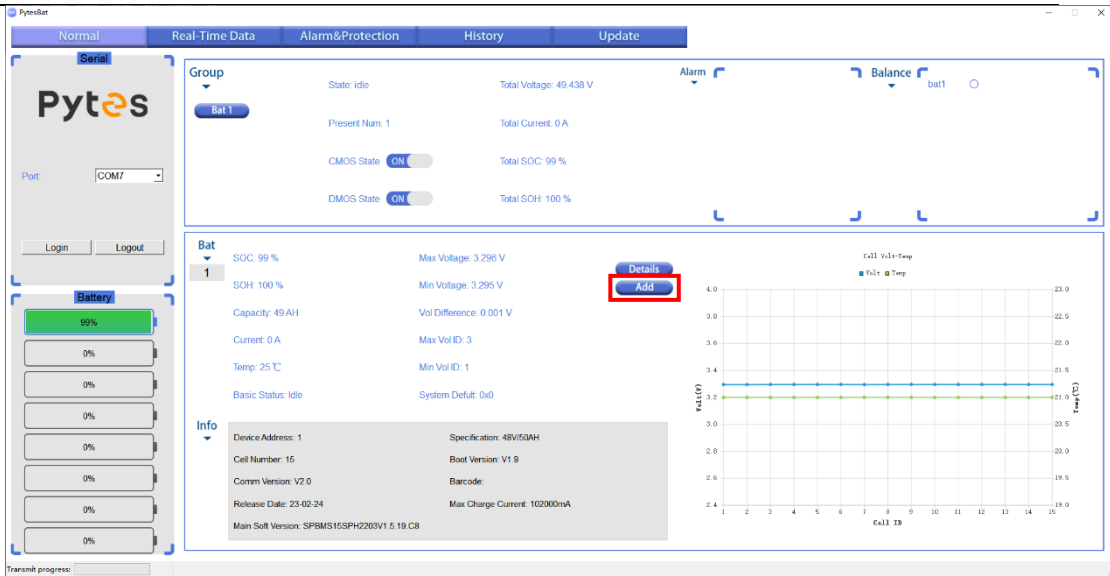 PytesBat
Normal
Real-Time Data
Alarm&Protection
History
Update
Serial
Pytes
Port:
COM7
Login
Logout
Battery
99%
0%
0%
0%
0%
0%
0%
0%
Transmit progress:
Group
Bat 1
State: idle
Present Num: 1
CMOS State ON
DMOS State ON
Total Voltage: 49.438 V
Total Current: 0 A
Total SOC: 99 %
Total SOH: 100 %
Alarm
Balance
bat1
Bat
1
SOC: 99 %
SOH: 100 %
Capacity: 49 AH
Current: 0 A
Temp: 25 ℃
Basic Status: Idle
Max Voltage: 3.296 V
Min Voltage: 3.295 V
Vol Difference: 0.001 V
Max Vol ID: 3
Min Vol ID: 1
System Defult: 0x0
Details
Add
Info
Device Address: 1
Cell Number: 15
Comm Version: V2.0
Release Date: 23-02-24
Main Soft Version: SPBMS15SPH2203V1.5.19.C8
Specification: 48V/50AH
Boot Version: V1.9
Barcode:
Max Charge Current: 102000mA
Cell Volt-Temp
Volt Temp
4.0
3.8
3.6
3.4
3.2
3.0
2.8
2.6
2.4
Volt(V)
23.0
22.5
22.0
21.5
21.0
20.5
20.0
19.5
19.0
Temp(℃)
1 2 3 4 5 6 7 8 9 10 11 12 13 14 15
Cell ID